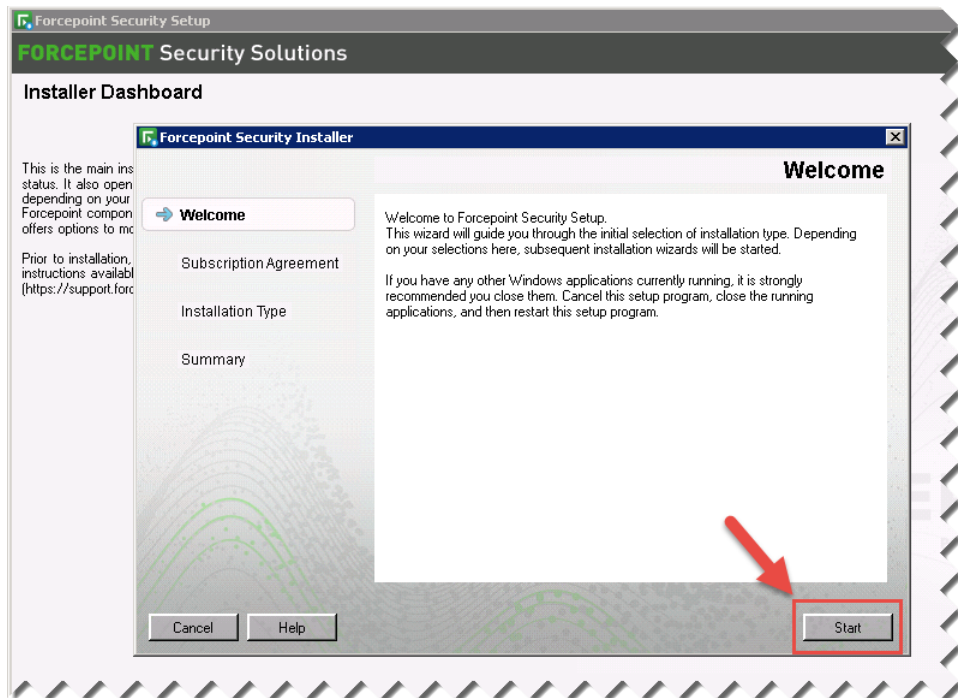 Forcepoint Security Setup
FORCEPOINT Security Solutions
Installer Dashboard
This is the main ins
status. It also open
depending on your
Forcepoint compon
offers options to mo
Prior to installation,
instructions availabl
(https://support.forc
Forcepoint Security Installer
Welcome
Welcome
Subscription Agreement
Installation Type
Summary
Welcome to Forcepoint Security Setup.
This wizard will guide you through the initial selection of installation type. Depending
on your selections here, subsequent installation wizards will be started.
If you have any other Windows applications currently running, it is strongly
recommended you close them. Cancel this setup program, close the running
applications, and then restart this setup program.
Cancel
Help
Start